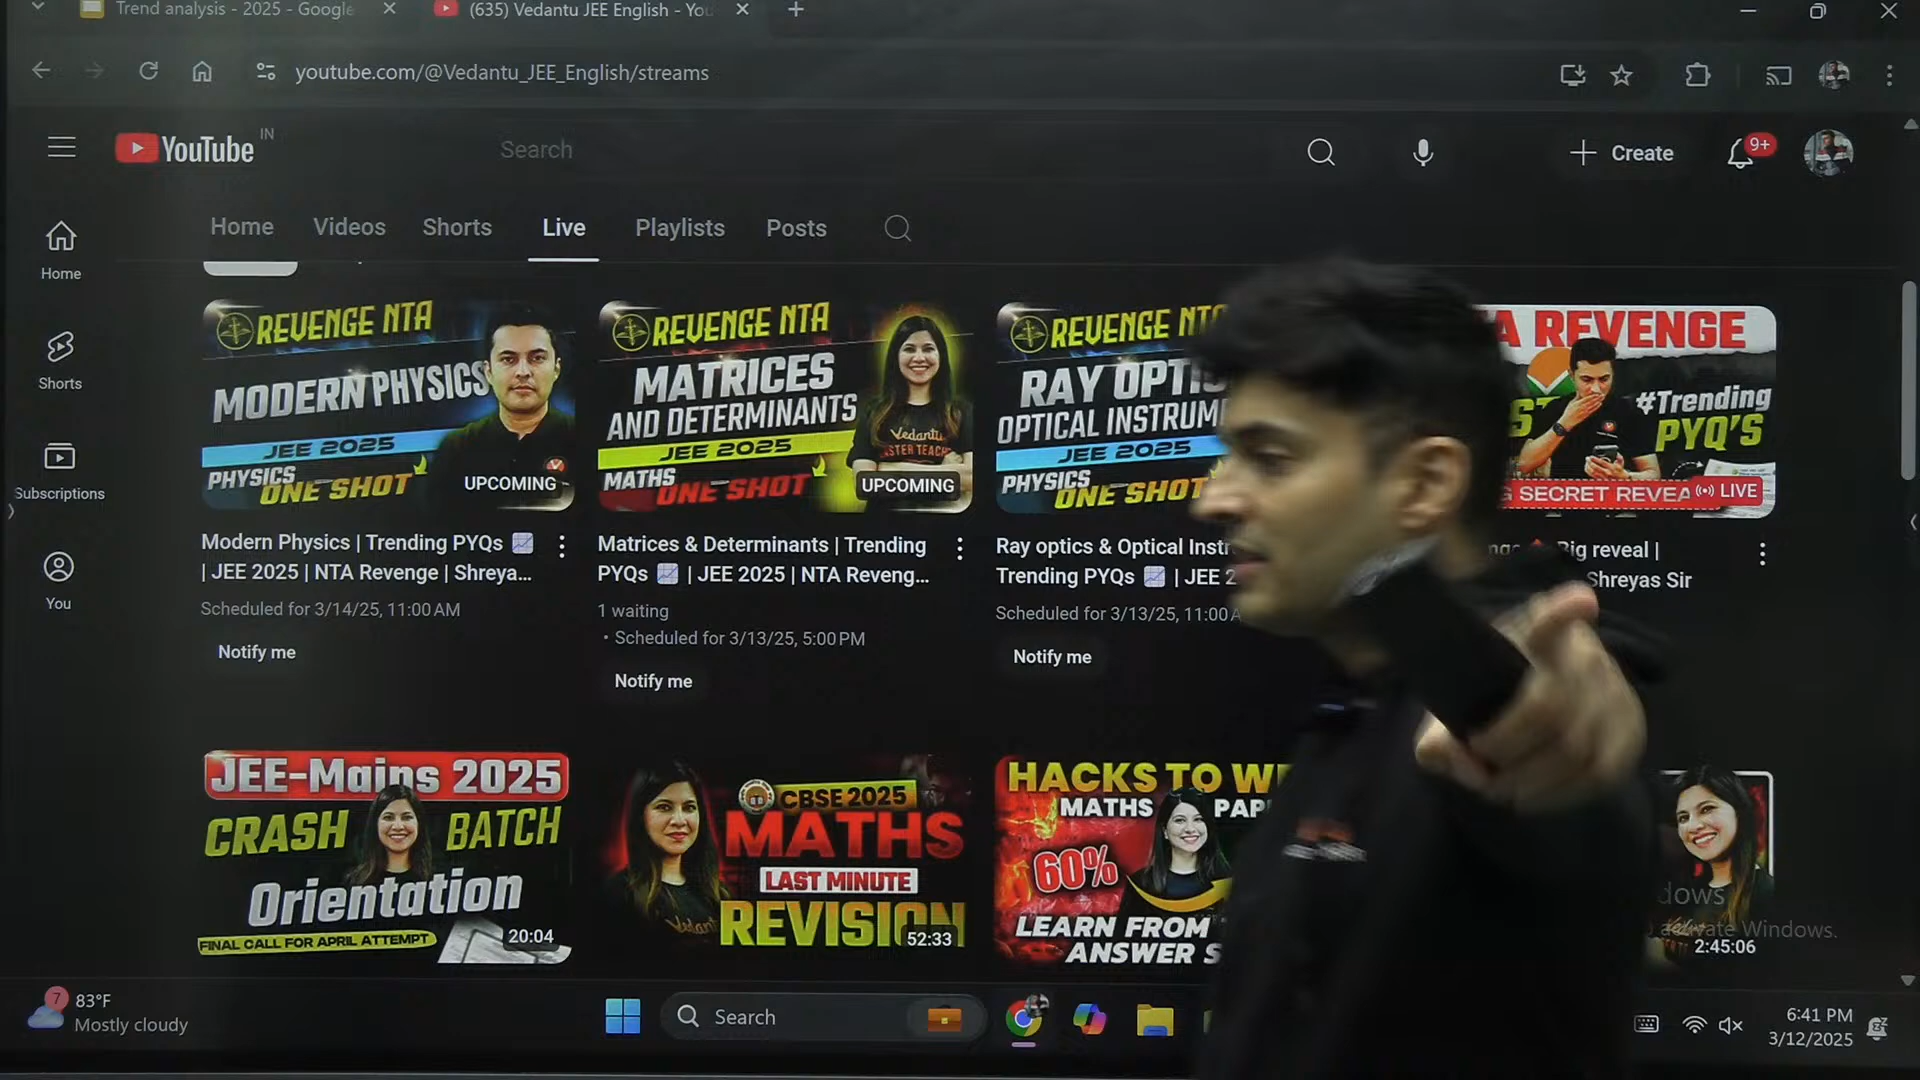 Trend analysis - 2025 - Google
(635) Vedantu JEE English - You
youtube.com/@Vedantu_JEE_English/streams
YouTube IN
Search
Create
9+
Home
Videos
Shorts
Live
Playlists
Posts
Home
Shorts
Subscriptions
You
REVENGE NTA
MODERN PHYSICS
JEE 2025
PHYSICS
ONE SHOT
UPCOMING
Modern Physics | Trending PYQs
| JEE 2025 | NTA Revenge | Shreya...
Scheduled for 3/14/25, 11:00 AM
Notify me
REVENGE NTA
MATRICES
AND DETERMINANTS
JEE 2025
MATHS
ONE SHOT
Vedantu
UPCOMING
Matrices & Determinants | Trending
PYQs | JEE 2025 | NTA Reveng...
1 waiting
• Scheduled for 3/13/25, 5:00 PM
Notify me
REVENGE
RAY
OPTICAL
JEE 2025
PHYSICS
ONE SHOT
Ray optics & Optical
Trending PYQs | JEE
Scheduled for 3/13/25, 11:00
Notify me
REVENGE
#Trending
PYQ'S
SECRET
LIVE
reveal |
Shreyas Sir
JEE-Mains 2025
CRASH BATCH
Orientation
FINAL CALL FOR APRIL ATTEMPT
20:04
CBSE 2025
MATHS
LAST MINUTE
REVISION
52:33
HACKS TO
MATHS
60%
LEARN FROM
ANSWER
Windows.
2:45:06
7
83°F
Mostly cloudy
Search
6:41 PM
3/12/2025